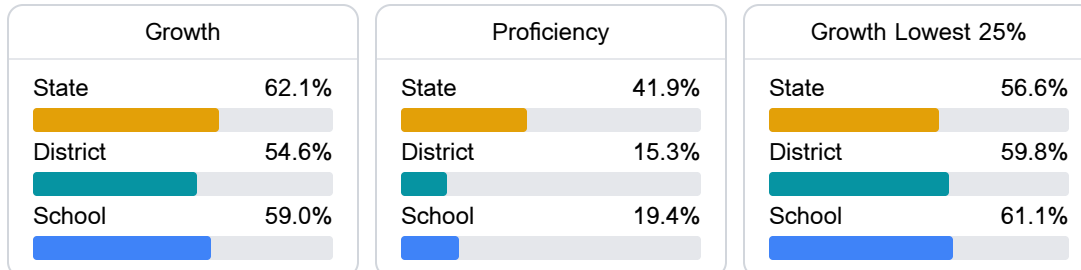 Growth
State 62.1%
District 54.6%
School 59.0%
Proficiency
State 41.9%
District 15.3%
School 19.4%
Growth Lowest 25%
State 56.6%
District 59.8%
School 61.1%